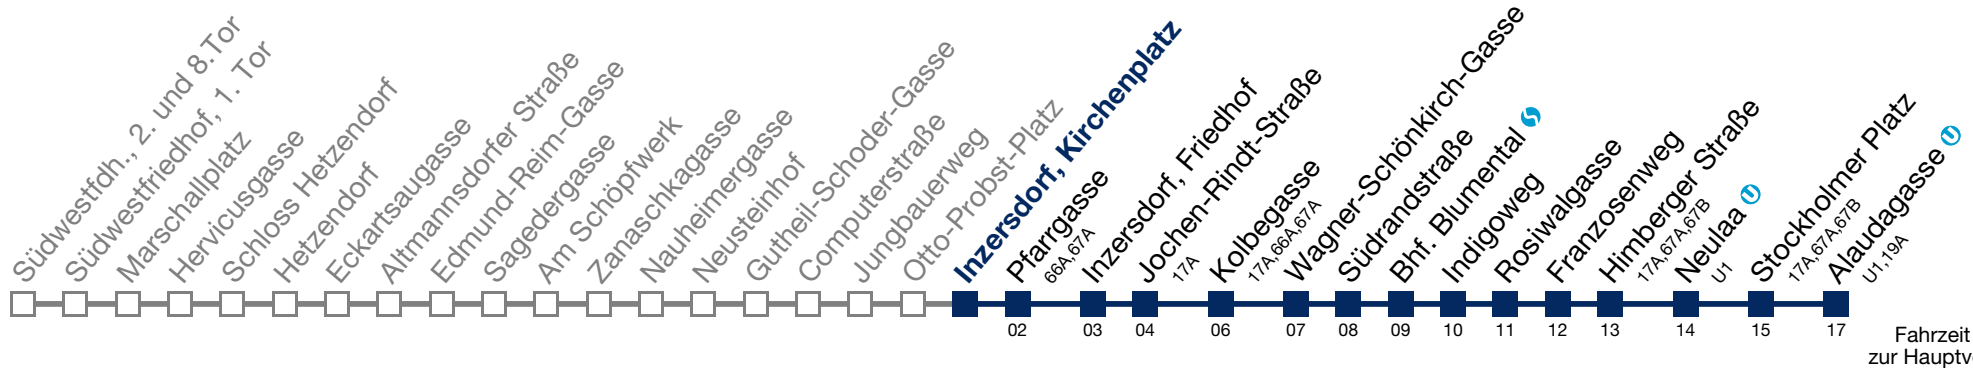 Südwestfdh., 2. und 8.Tor
Südwestfriedhof, 1. Tor
Marschallplatz
Hervicusgasse
Schloss Hetzendorf
Hetzendorf
Eckartsaugasse
Altmannsdorfer Straße
Edmund-Reim-Gasse
Sagedergasse
Am Schöpfwerk
Zanaschkagasse
Nauheimergasse
Neusteinhof
Gutheil-Schoder-Gasse
Computerstraße
Jungbauerweg
Otto-Probst-Platz
Inzersdorf, Kirchenplatz
Pfarrgasse
66A,67A
Inzersdorf, Friedhof
Jochen-Rindt-Straße
17A
Kolbegasse
17A,66A,67A
Wagner-Schönkirch-Gasse
Südrandstraße
Bhf. Blumental S
Indigoweg
Rosiwalgasse
Franzosenweg
Himberger Straße
17A,67A,67B
Neulaa U
U1
Stockholmer Platz
17A,67A,67B
Alaudagasse U
U1,19A
02 03 04 06 07 08 09 10 11 12 13 14 15 17
Fahrzeit
zur Hauptv